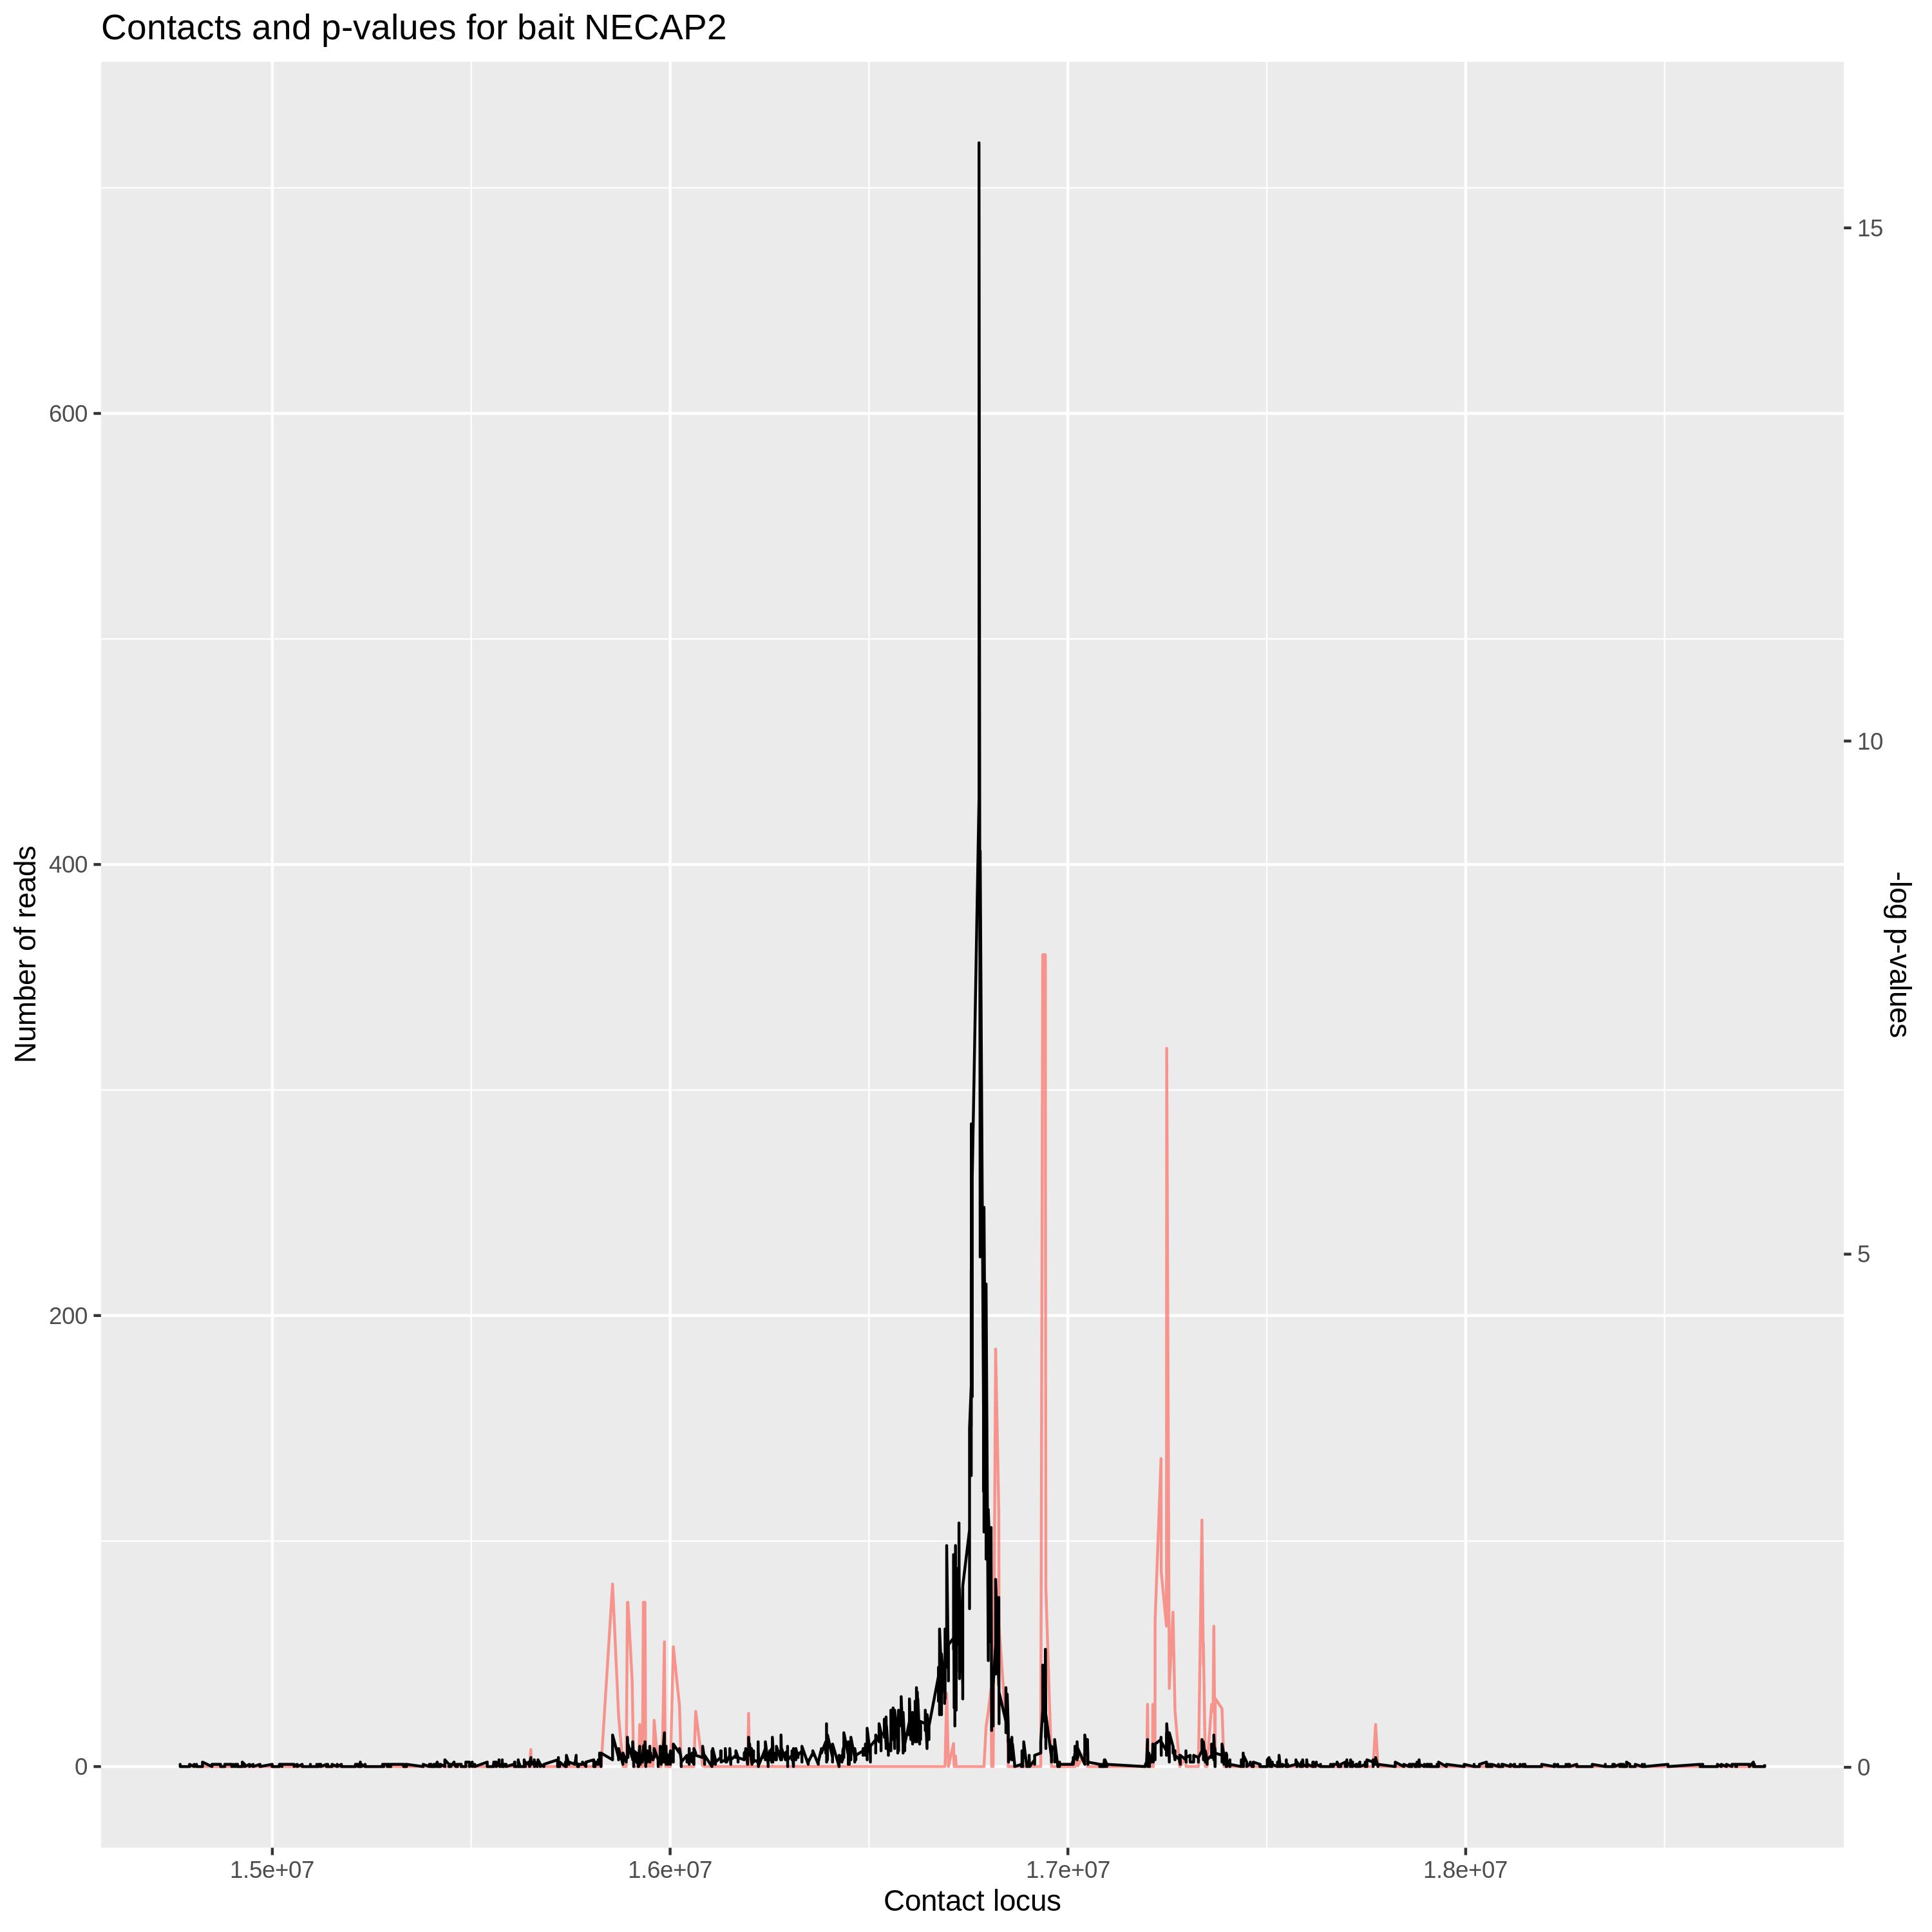 Contacts and p-values for bait NECAP2
Number of reads
600
400
200
0
15
10
5
0
-log p-values
1.5e+07
1.6e+07
1.7e+07
1.8e+07
Contact locus